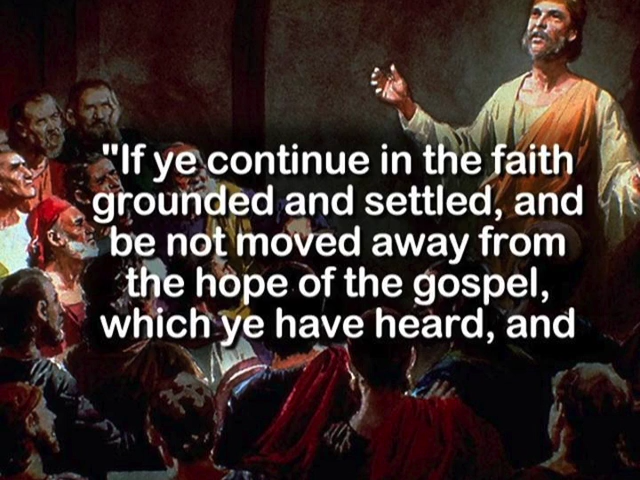 "If ye continue in the faith
grounded and settled, and
be not moved away from
the hope of the gospel,
which ye have heard, and